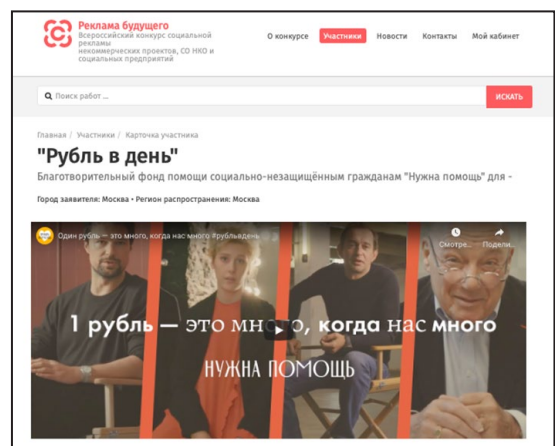 Реклама будущего
Всероссийский конкурс социальной
рекламы
некоммерческих проектов, СО НКО и
социальных предприятий
О конкурсе Участники Новости Контакты Мой кабинет
Поиск работ ...
ИСКАТЬ
Главная / Участники / Карточка участника
"Рубль в день"
Благотворительный фонд помощи социально-незащищённым гражданам "Нужна помощь" для -
Город заявителя: Москва • Регион распространения: Москва
Один рубль — это много, когда нас много #рубльвдень
Смотре... Подели...
1 рубль — это много, когда нас много
НУЖНА ПОМОЩЬ